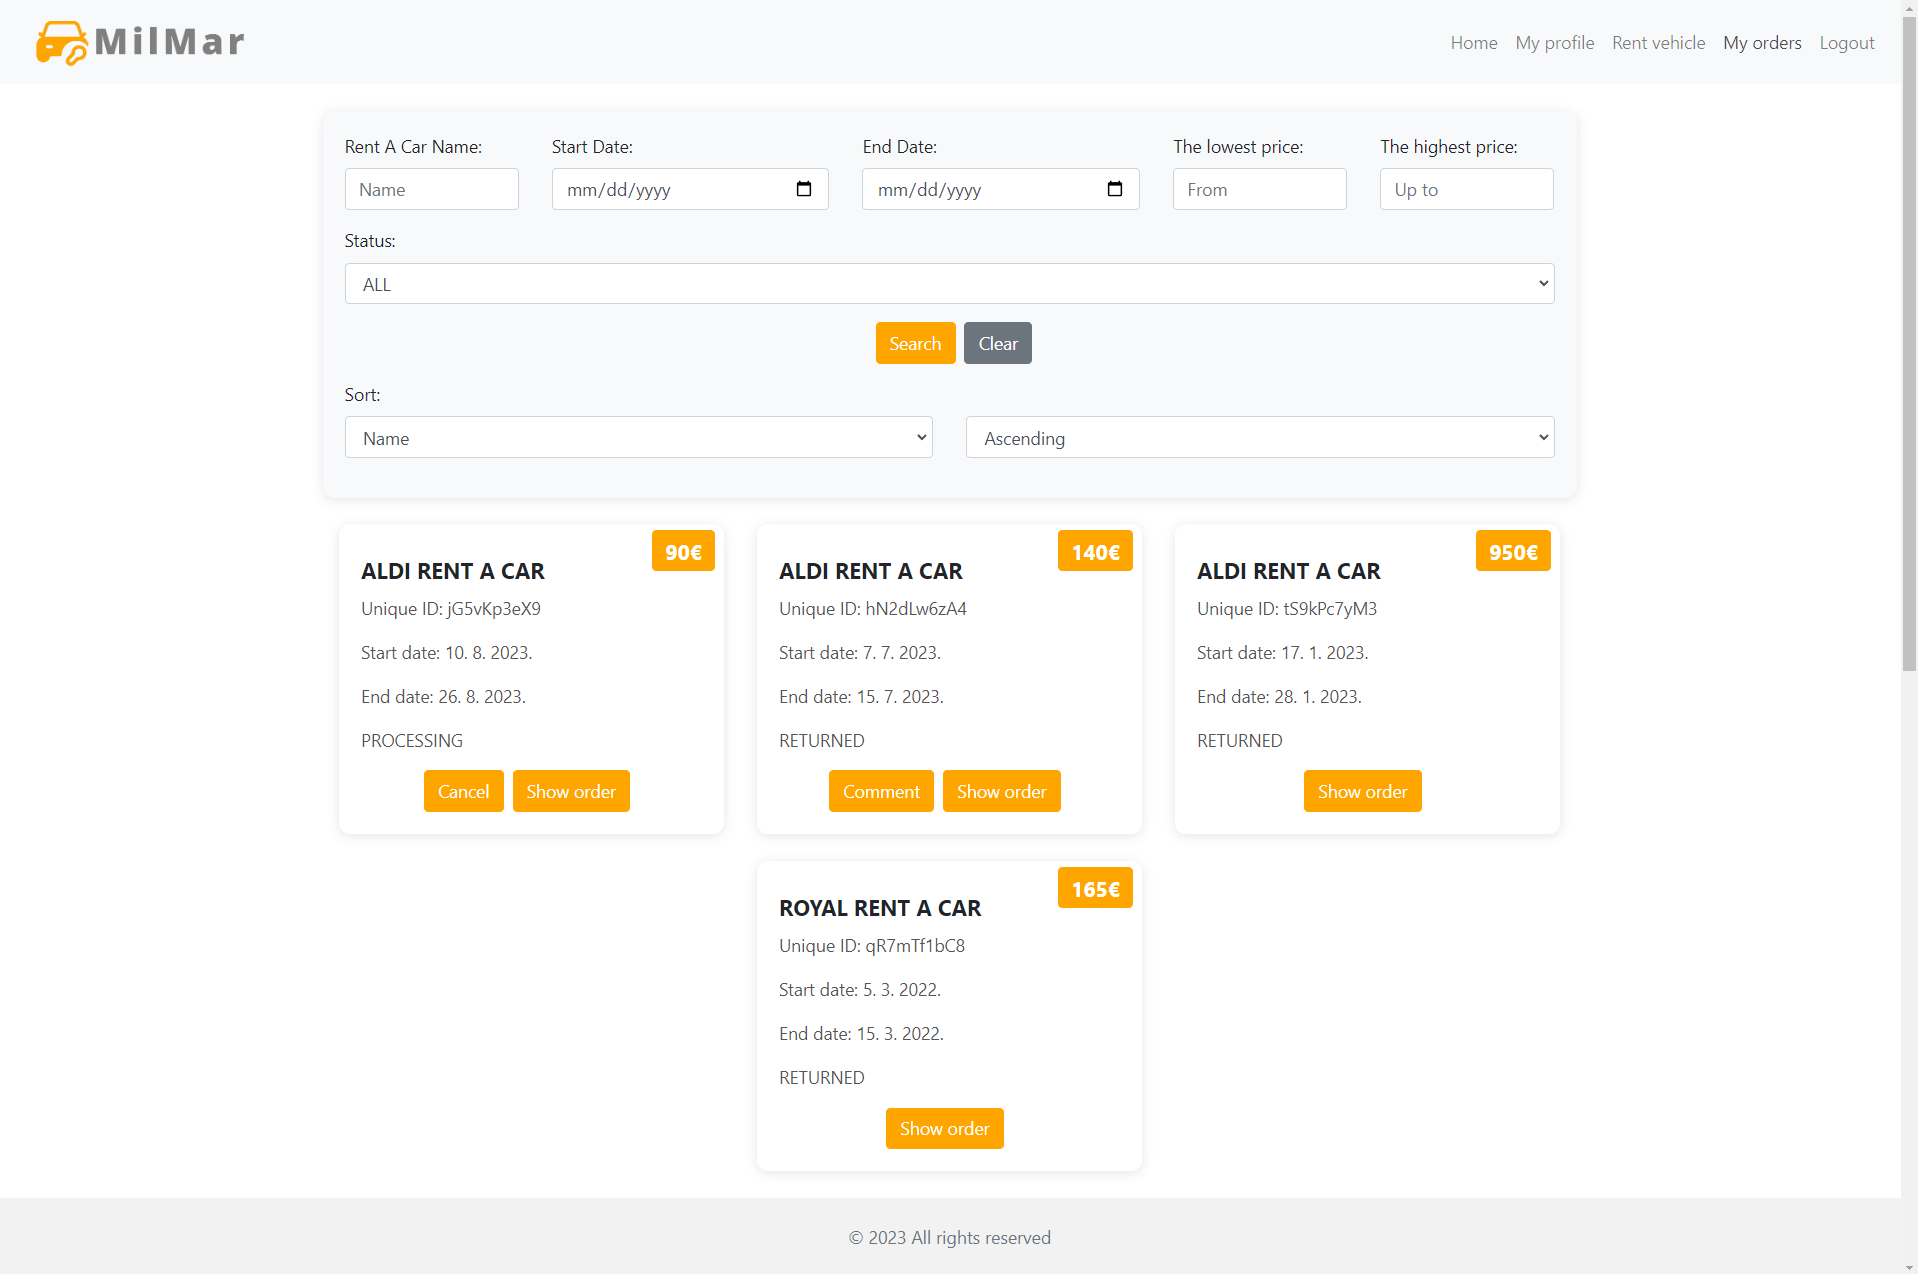 MilMar
Home My profile Rent vehicle My orders Logout
Rent A Car Name: Start Date: End Date: The lowest price: The highest price:
Name mm/dd/yyyy mm/dd/yyyy From Up to
Status:
ALL
Search Clear
Sort:
Name Ascending
90€
ALDI RENT A CAR
Unique ID: jG5vKp3eX9
Start date: 10. 8. 2023.
End date: 26. 8. 2023.
PROCESSING
Cancel Show order
140€
ALDI RENT A CAR
Unique ID: hN2dLw6zA4
Start date: 7. 7. 2023.
End date: 15. 7. 2023.
RETURNED
Comment Show order
950€
ALDI RENT A CAR
Unique ID: tS9kPc7yM3
Start date: 17. 1. 2023.
End date: 28. 1. 2023.
RETURNED
Show order
165€
ROYAL RENT A CAR
Unique ID: qR7mTf1bC8
Start date: 5. 3. 2022.
End date: 15. 3. 2022.
RETURNED
Show order
© 2023 All rights reserved